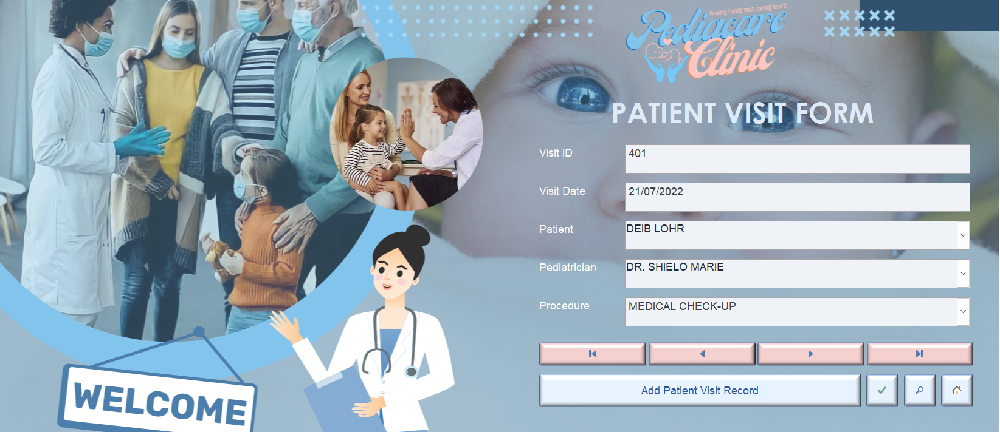 Healing hands with caring heart!
Pediacare
Clinic
PATIENT VISIT FORM
Visit ID 401
Visit Date 21/07/2022
Patient DEIB LOHR
Pediatrician DR. SHIELO MARIE
Procedure MEDICAL CHECK-UP
Add Patient Visit Record
WELCOME